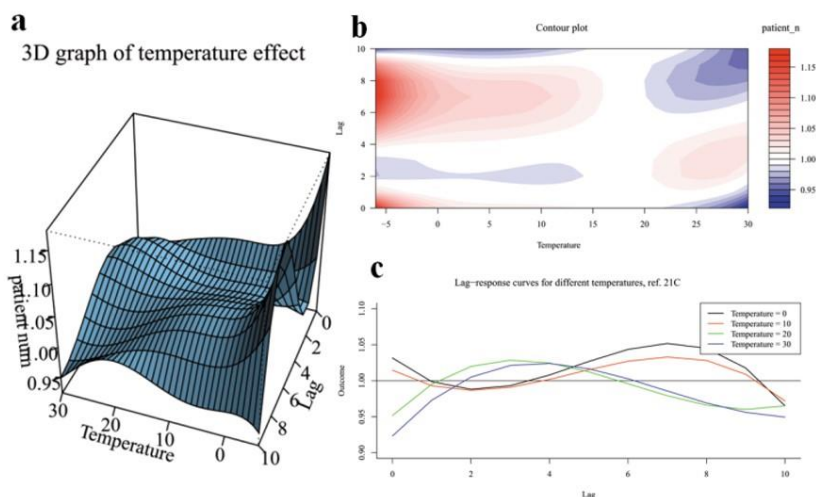 a
3D graph of temperature effect
1.15
1.10
1.05
1.00
0.95
patient num
30
20
10
0
Temperature
0
2
4
6
8
10
Lag
b
Contour plot
patient_n
10
8
6
4
2
0
Lag
−5
0
5
10
15
20
25
30
Temperature
1.15
1.10
1.05
1.00
0.95
c
Lag−response curves for different temperatures, ref. 21C
1.10
1.05
1.00
0.95
0.90
Outcome
Temperature = 0
Temperature = 10
Temperature = 20
Temperature = 30
0
2
4
6
8
10
Lag